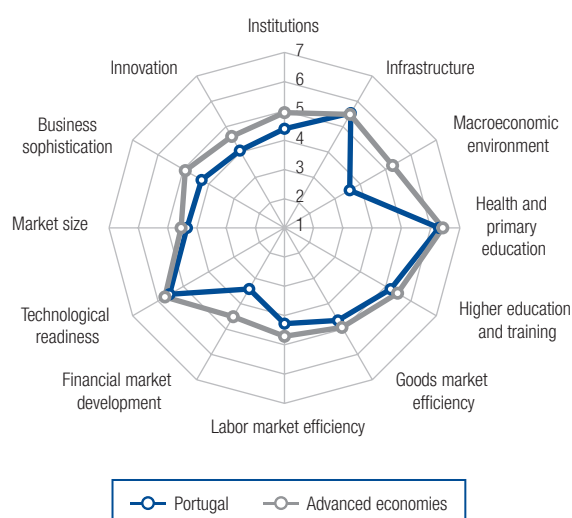 Institutions
7
6
5
4
3
2
1
Infrastructure
Macroeconomic
environment
Health and
primary
education
Higher education
and training
Goods market
efficiency
Labor market efficiency
Financial market
development
Technological
readiness
Market size
Business
sophistication
Innovation
Portugal
Advanced economies